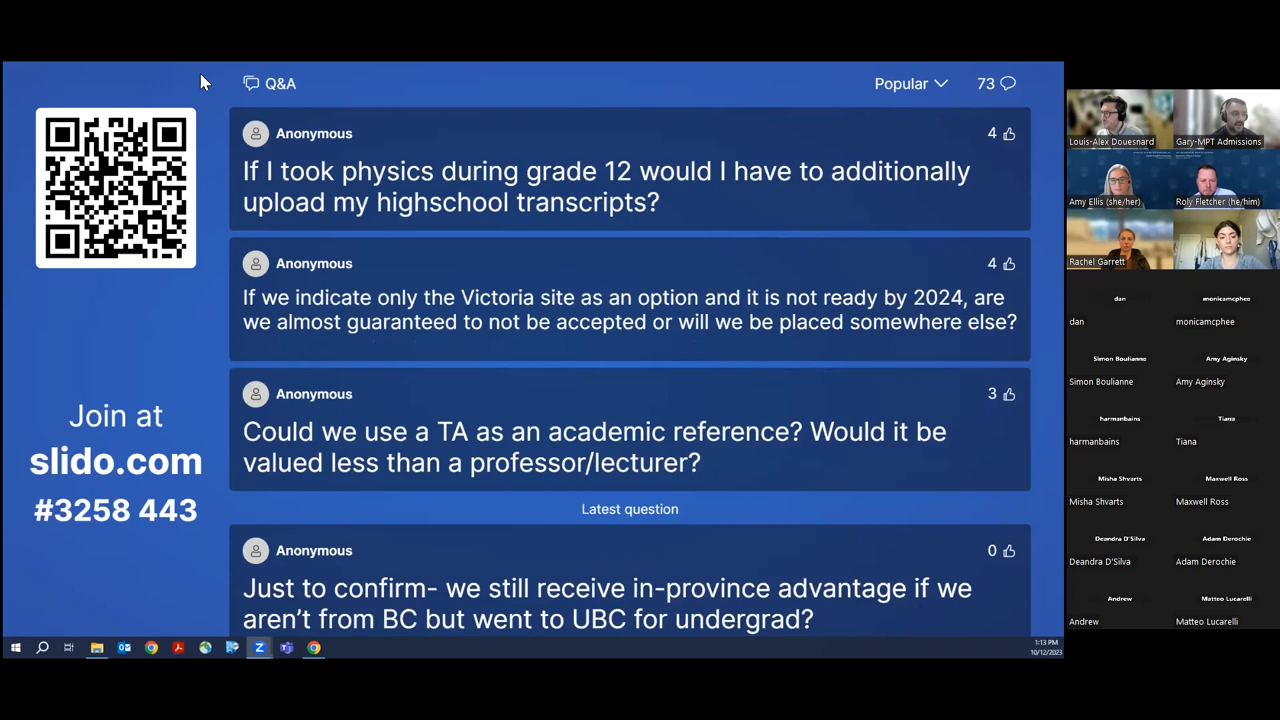 Q&A
Popular
73
Anonymous
4
If I took physics during grade 12 would I have to additionally
upload my highschool transcripts?
Anonymous
4
If we indicate only the Victoria site as an option and it is not ready by 2024, are
we almost guaranteed to not be accepted or will we be placed somewhere else?
Anonymous
3
Could we use a TA as an academic reference? Would it be
valued less than a professor/lecturer?
Latest question
Anonymous
0
Just to confirm- we still receive in-province advantage if we
aren't from BC but went to UBC for undergrad?
Join at
slido.com
#3258 443
1:13 PM
10/12/2023
Louis-Alex Douesnard
Gary-MPT Admissions
Amy Ellis (she/her)
Roly Fletcher (he/him)
Rachel Garrett
dan
monicamcphee
dan
monicamcphee
Simon Boulianne
Amy Aginsky
Simon Boulianne
Amy Aginsky
harmanbains
Tiana
harmanbains
Tiana
Misha Shvarts
Maxwell Ross
Misha Shvarts
Maxwell Ross
Deandra D'Silva
Adam Derochie
Deandra D'Silva
Adam Derochie
Andrew
Matteo Lucarelli
Andrew
Matteo Lucarelli